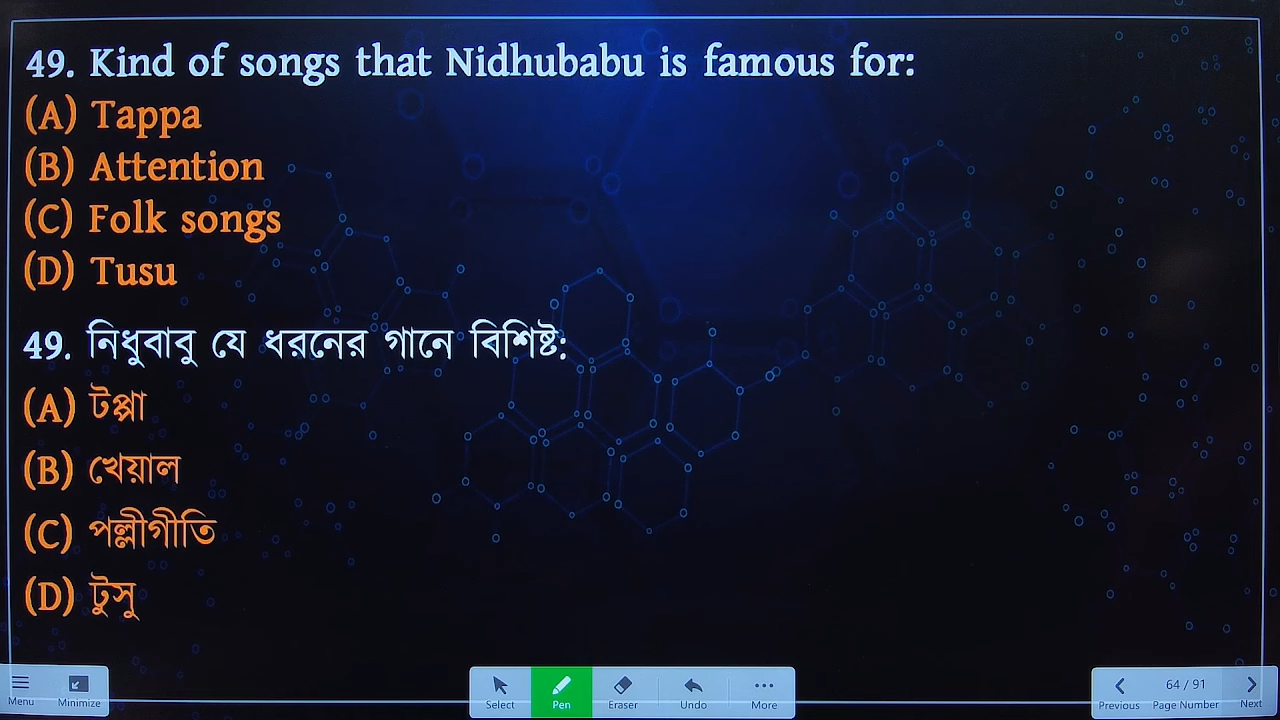 49. Kind of songs that Nidhubabu is famous for:
(A) Tappa
(B) Attention
(C) Folk songs
(D) Tusu
49. নিধুবাবু যে ধরনের গানে বিশিষ্ট:
(A) টপ্পা
(B) খেয়াল
(C) পল্লীগীতি
(D) টুসু
Menu Minimize Select Pen Eraser Undo More Previous 64 / 91 Page Number Next